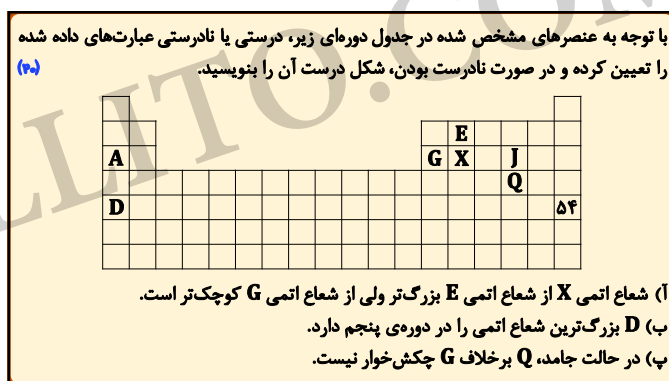 با توجه به عنصرهای مشخص شده در جدول دوره‌ای زیر، درستی یا نادرستی عبارت‌های داده شده
را تعیین کرده و در صورت نادرست بودن، شکل درست آن را بنویسید. (۲۰)
E
A G X J
Q
D ۵۴
آ) شعاع اتمی X از شعاع اتمی E بزرگ‌تر ولی از شعاع اتمی G کوچک‌تر است.
ب) D بزرگ‌ترین شعاع اتمی را در دوره‌ی پنجم دارد.
پ) در حالت جامد، Q برخلاف G چکش‌خوار نیست.
LLITO.COM